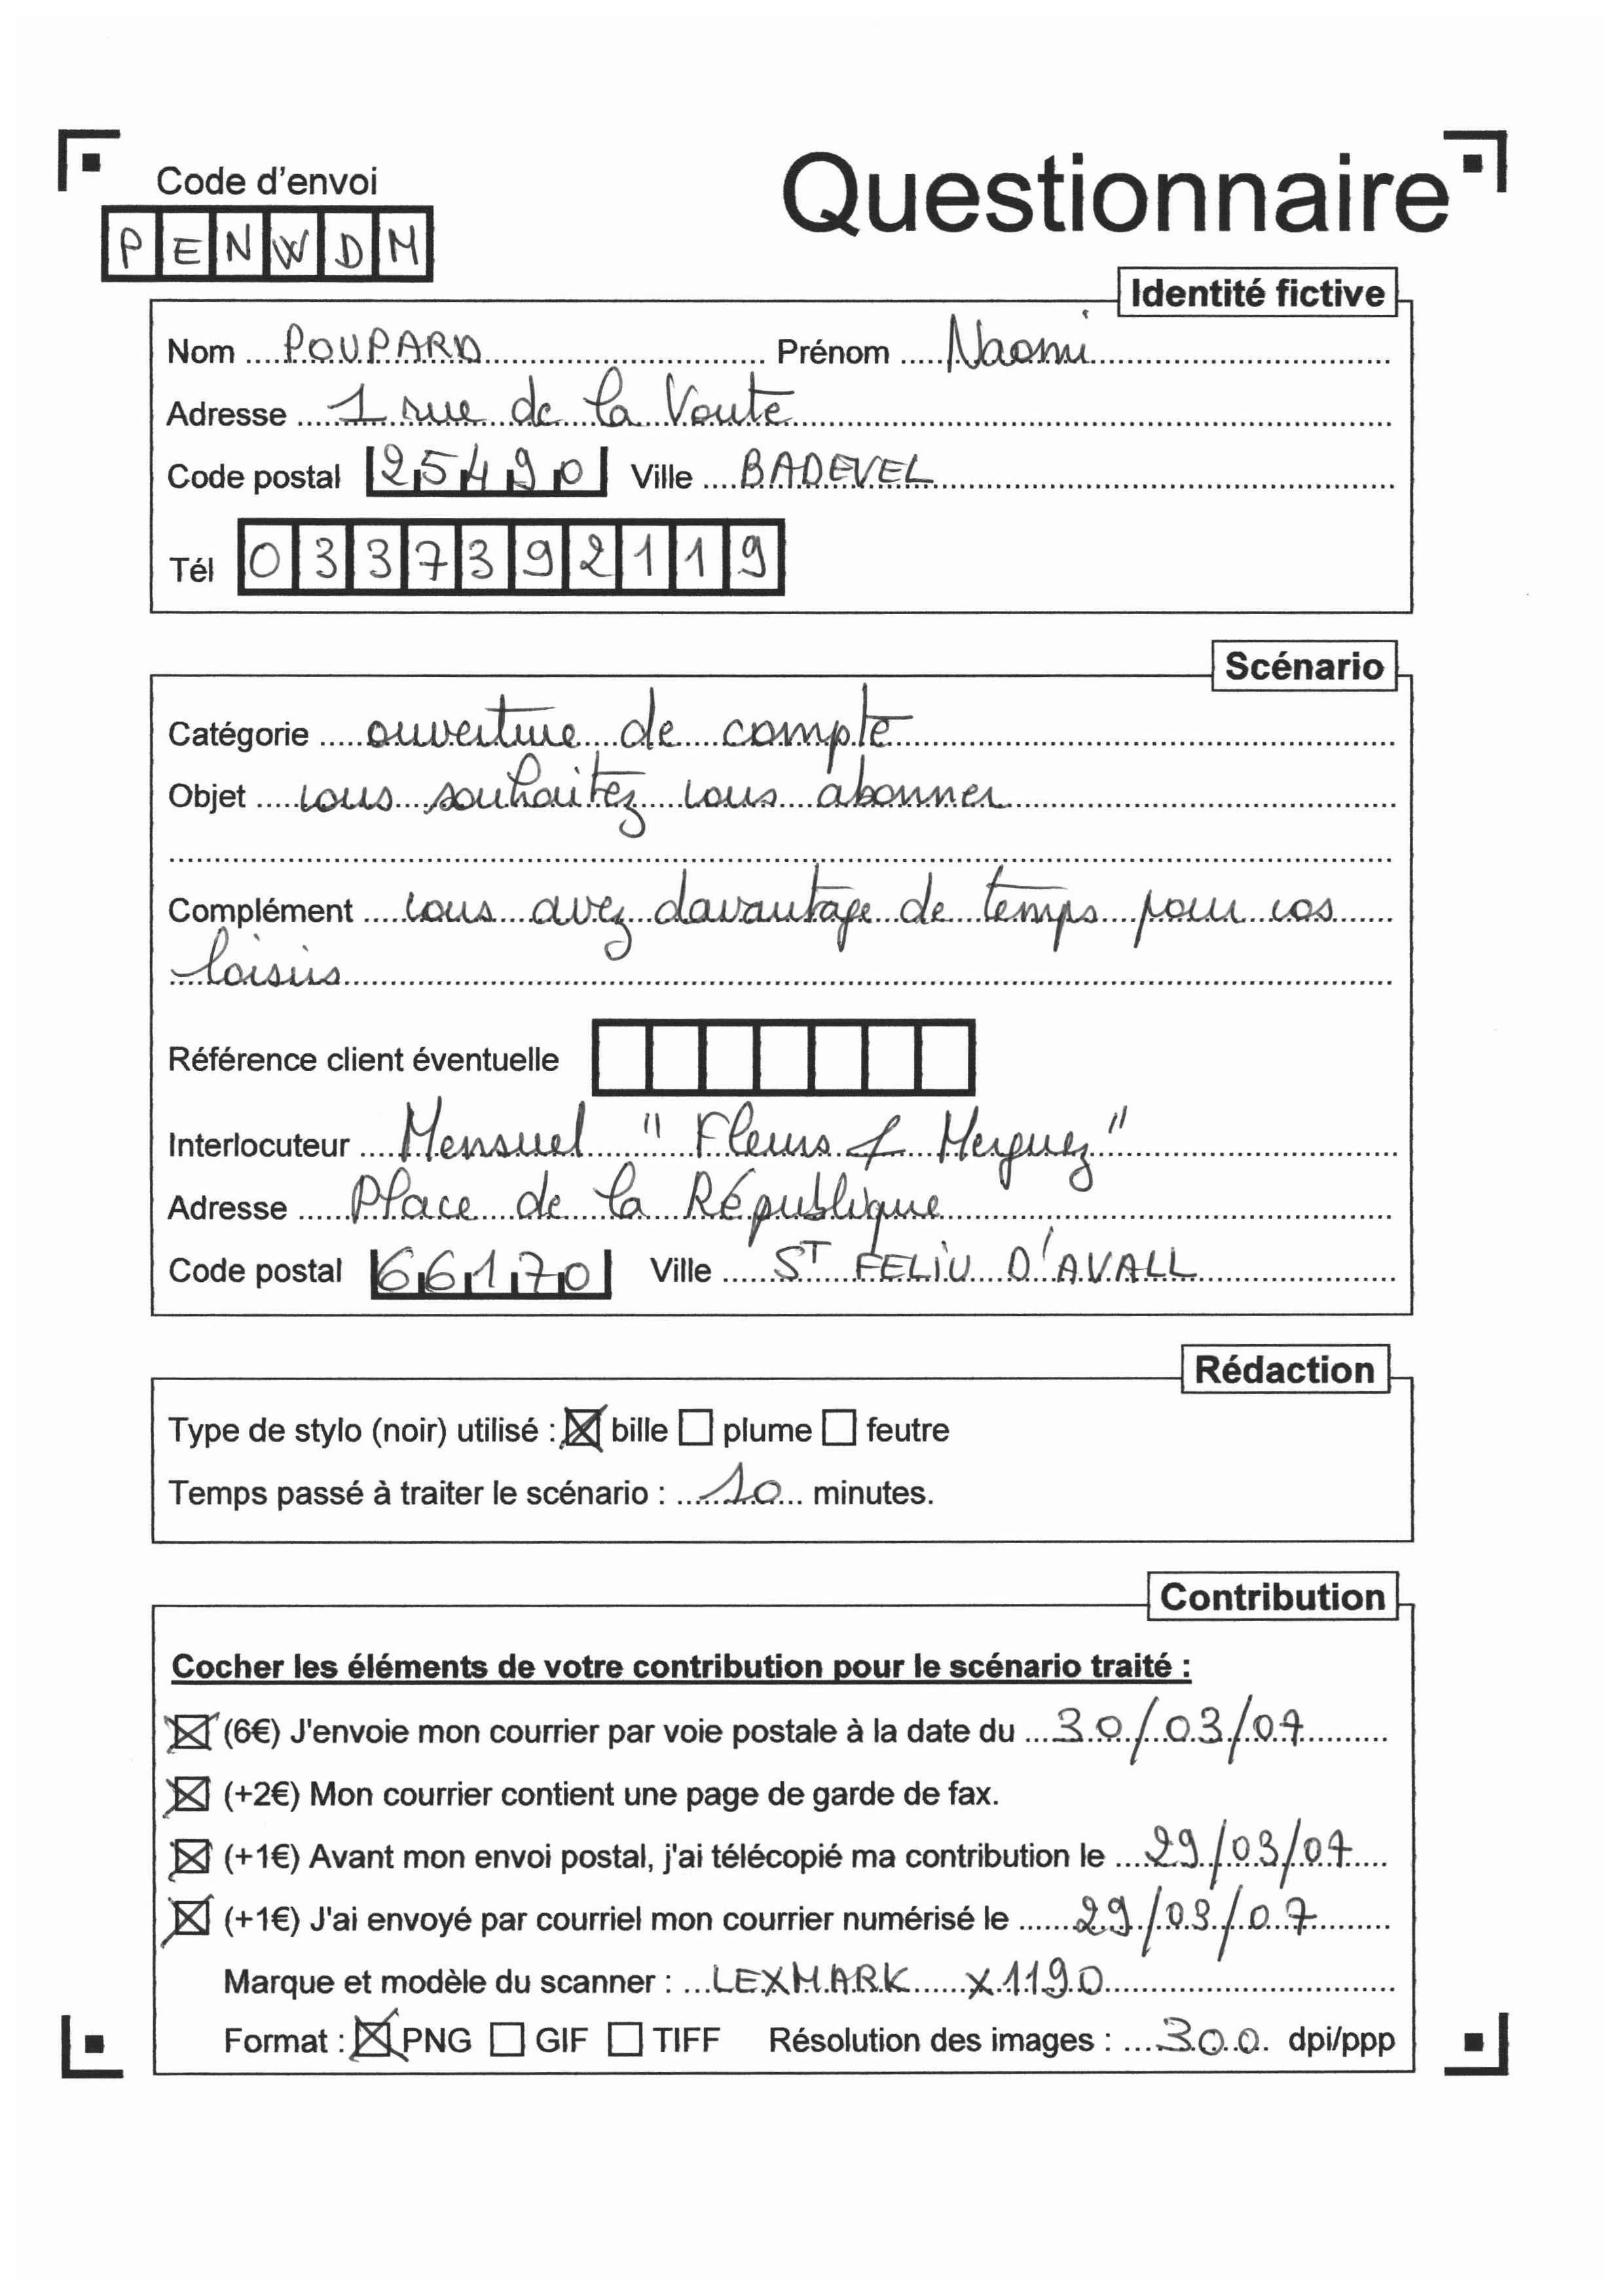 Code d'envoi
Questionnaire
PENWDM
Identité fictive
Nom POUPARD Prénom Naomi
Adresse 1 rue de la Voute
Code postal 25490 Ville BADEVEL
Tél 0337392119
Scénario
Catégorie ouverture de compte
Objet vous souhaitez vous abonner
Complément vous avez davantage de temps pour vos
loisirs
Référence client éventuelle
Interlocuteur Mensuel "Fleurs & Merguez"
Adresse Place de la République
Code postal 66170 Ville ST FELIU D'AVALL
Rédaction
Type de stylo (noir) utilisé : bille plume feutre
Temps passé à traiter le scénario : 10 minutes.
Contribution
Cocher les éléments de votre contribution pour le scénario traité :
(6€) J'envoie mon courrier par voie postale à la date du 30/03/07
(+2€) Mon courrier contient une page de garde de fax.
(+1€) Avant mon envoi postal, j'ai télécopié ma contribution le 29/03/07
(+1€) J'ai envoyé par courriel mon courrier numérisé le 29/03/07
Marque et modèle du scanner : LEXMARK X1190
Format : PNG GIF TIFF Résolution des images : 300 dpi/ppp